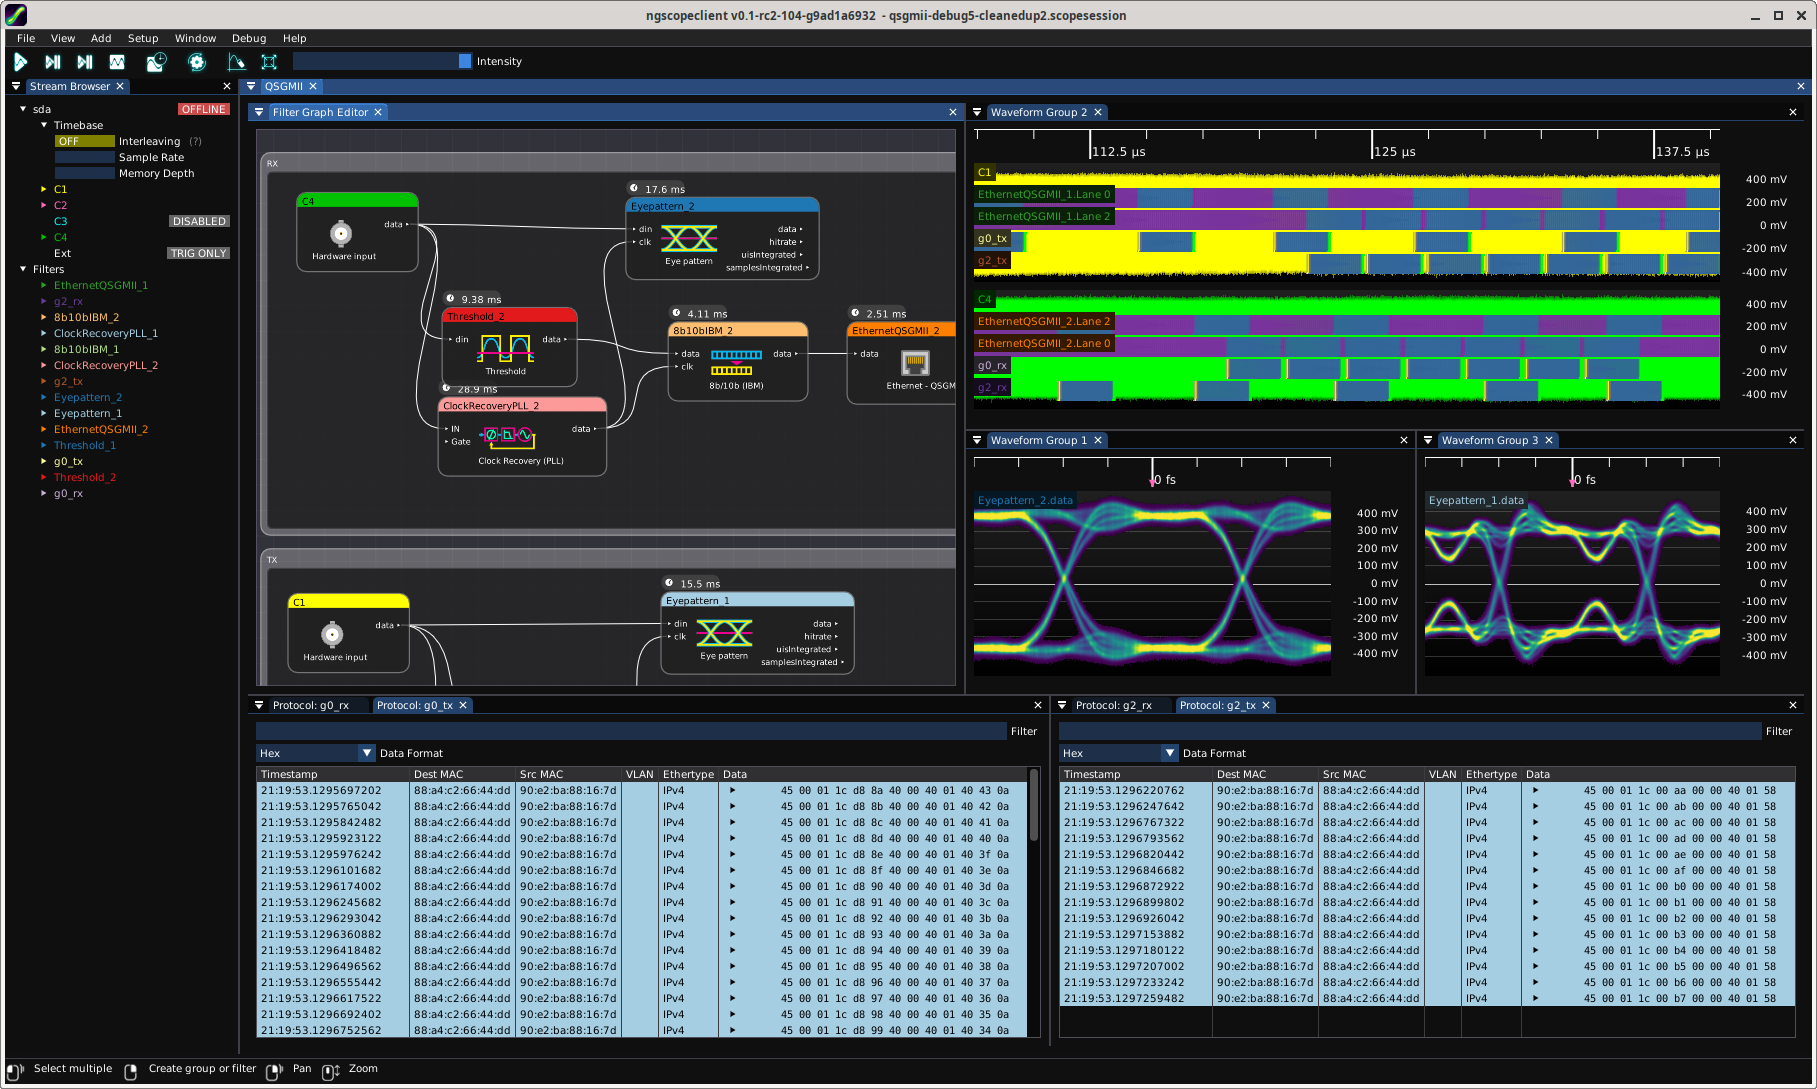 ngscopeclient v0.1-rc2-104-g9ad1a6932 - qsgmii-debug5-cleanedup2.scopesession
File View Add Setup Window Debug Help
Intensity
Stream Browser
sda OFFLINE
Timebase
OFF Interleaving (?)
Sample Rate
Memory Depth
C1
C2
C3 DISABLED
C4
Ext TRIG ONLY
Filters
EthernetQSGMII_1
g2_rx
8b10bIBM_2
ClockRecoveryPLL_1
8b10bIBM_1
ClockRecoveryPLL_2
g2_tx
Eyepattern_2
Eyepattern_1
EthernetQSGMII_2
Threshold_1
g0_tx
Threshold_2
g0_rx
QSGMII
Filter Graph Editor
RX
C4
data
Hardware input
17.6 ms
Eyepattern_2
din data
clk hitrate
uisIntegrated
samplesIntegrated
Eye pattern
9.38 ms
Threshold_2
din data
Threshold
28.9 ms
ClockRecoveryPLL_2
IN data
Gate
Clock Recovery (PLL)
4.11 ms
8b10bIBM_2
data data
clk
8b/10b (IBM)
2.51 ms
EthernetQSGMII_2
data
Ethernet - QSGM
TX
C1
data
Hardware input
15.5 ms
Eyepattern_1
din data
clk hitrate
uisIntegrated
samplesIntegrated
Eye pattern
Waveform Group 2
112.5 µs 125 µs 137.5 µs
C1
EthernetQSGMII_1.Lane 0
EthernetQSGMII_1.Lane 2
g0_tx
g2_tx
400 mV
200 mV
0 mV
-200 mV
-400 mV
C4
EthernetQSGMII_2.Lane 2
EthernetQSGMII_2.Lane 0
g0_rx
g2_rx
400 mV
200 mV
0 mV
-200 mV
-400 mV
Waveform Group 1
0 fs
Eyepattern_2.data
400 mV
300 mV
200 mV
100 mV
0 mV
-100 mV
-200 mV
-300 mV
-400 mV
Waveform Group 3
0 fs
Eyepattern_1.data
400 mV
300 mV
200 mV
100 mV
0 mV
-100 mV
-200 mV
-300 mV
-400 mV
Protocol: g0_rx Protocol: g0_tx
Filter
Hex Data Format
Timestamp Dest MAC Src MAC VLAN Ethertype Data
21:19:53.1295697202 88:a4:c2:66:44:dd 90:e2:ba:88:16:7d IPv4 45 00 01 1c d8 8a 40 00 40 01 40 43 0a
21:19:53.1295765042 88:a4:c2:66:44:dd 90:e2:ba:88:16:7d IPv4 45 00 01 1c d8 8b 40 00 40 01 40 42 0a
21:19:53.1295842482 88:a4:c2:66:44:dd 90:e2:ba:88:16:7d IPv4 45 00 01 1c d8 8c 40 00 40 01 40 41 0a
21:19:53.1295923122 88:a4:c2:66:44:dd 90:e2:ba:88:16:7d IPv4 45 00 01 1c d8 8d 40 00 40 01 40 40 0a
21:19:53.1295976242 88:a4:c2:66:44:dd 90:e2:ba:88:16:7d IPv4 45 00 01 1c d8 8e 40 00 40 01 40 3f 0a
21:19:53.1296101682 88:a4:c2:66:44:dd 90:e2:ba:88:16:7d IPv4 45 00 01 1c d8 8f 40 00 40 01 40 3e 0a
21:19:53.1296174002 88:a4:c2:66:44:dd 90:e2:ba:88:16:7d IPv4 45 00 01 1c d8 90 40 00 40 01 40 3d 0a
21:19:53.1296245682 88:a4:c2:66:44:dd 90:e2:ba:88:16:7d IPv4 45 00 01 1c d8 91 40 00 40 01 40 3c 0a
21:19:53.1296293042 88:a4:c2:66:44:dd 90:e2:ba:88:16:7d IPv4 45 00 01 1c d8 92 40 00 40 01 40 3b 0a
21:19:53.1296360882 88:a4:c2:66:44:dd 90:e2:ba:88:16:7d IPv4 45 00 01 1c d8 93 40 00 40 01 40 3a 0a
21:19:53.1296418482 88:a4:c2:66:44:dd 90:e2:ba:88:16:7d IPv4 45 00 01 1c d8 94 40 00 40 01 40 39 0a
21:19:53.1296496562 88:a4:c2:66:44:dd 90:e2:ba:88:16:7d IPv4 45 00 01 1c d8 95 40 00 40 01 40 38 0a
21:19:53.1296555442 88:a4:c2:66:44:dd 90:e2:ba:88:16:7d IPv4 45 00 01 1c d8 96 40 00 40 01 40 37 0a
21:19:53.1296617522 88:a4:c2:66:44:dd 90:e2:ba:88:16:7d IPv4 45 00 01 1c d8 97 40 00 40 01 40 36 0a
21:19:53.1296692402 88:a4:c2:66:44:dd 90:e2:ba:88:16:7d IPv4 45 00 01 1c d8 98 40 00 40 01 40 35 0a
21:19:53.1296752562 88:a4:c2:66:44:dd 90:e2:ba:88:16:7d IPv4 45 00 01 1c d8 99 40 00 40 01 40 34 0a
Protocol: g2_rx Protocol: g2_tx
Filter
Hex Data Format
Timestamp Dest MAC Src MAC VLAN Ethertype Data
21:19:53.1296220762 90:e2:ba:88:16:7d 88:a4:c2:66:44:dd IPv4 45 00 01 1c 00 aa 00 00 40 01 58
21:19:53.1296247642 90:e2:ba:88:16:7d 88:a4:c2:66:44:dd IPv4 45 00 01 1c 00 ab 00 00 40 01 58
21:19:53.1296767322 90:e2:ba:88:16:7d 88:a4:c2:66:44:dd IPv4 45 00 01 1c 00 ac 00 00 40 01 58
21:19:53.1296793562 90:e2:ba:88:16:7d 88:a4:c2:66:44:dd IPv4 45 00 01 1c 00 ad 00 00 40 01 58
21:19:53.1296820442 90:e2:ba:88:16:7d 88:a4:c2:66:44:dd IPv4 45 00 01 1c 00 ae 00 00 40 01 58
21:19:53.1296846682 90:e2:ba:88:16:7d 88:a4:c2:66:44:dd IPv4 45 00 01 1c 00 af 00 00 40 01 58
21:19:53.1296872922 90:e2:ba:88:16:7d 88:a4:c2:66:44:dd IPv4 45 00 01 1c 00 b0 00 00 40 01 58
21:19:53.1296899802 90:e2:ba:88:16:7d 88:a4:c2:66:44:dd IPv4 45 00 01 1c 00 b1 00 00 40 01 58
21:19:53.1296926042 90:e2:ba:88:16:7d 88:a4:c2:66:44:dd IPv4 45 00 01 1c 00 b2 00 00 40 01 58
21:19:53.1297153882 90:e2:ba:88:16:7d 88:a4:c2:66:44:dd IPv4 45 00 01 1c 00 b3 00 00 40 01 58
21:19:53.1297180122 90:e2:ba:88:16:7d 88:a4:c2:66:44:dd IPv4 45 00 01 1c 00 b4 00 00 40 01 58
21:19:53.1297207002 90:e2:ba:88:16:7d 88:a4:c2:66:44:dd IPv4 45 00 01 1c 00 b5 00 00 40 01 58
21:19:53.1297233242 90:e2:ba:88:16:7d 88:a4:c2:66:44:dd IPv4 45 00 01 1c 00 b6 00 00 40 01 58
21:19:53.1297259482 90:e2:ba:88:16:7d 88:a4:c2:66:44:dd IPv4 45 00 01 1c 00 b7 00 00 40 01 58
Select multiple Create group or filter Pan Zoom